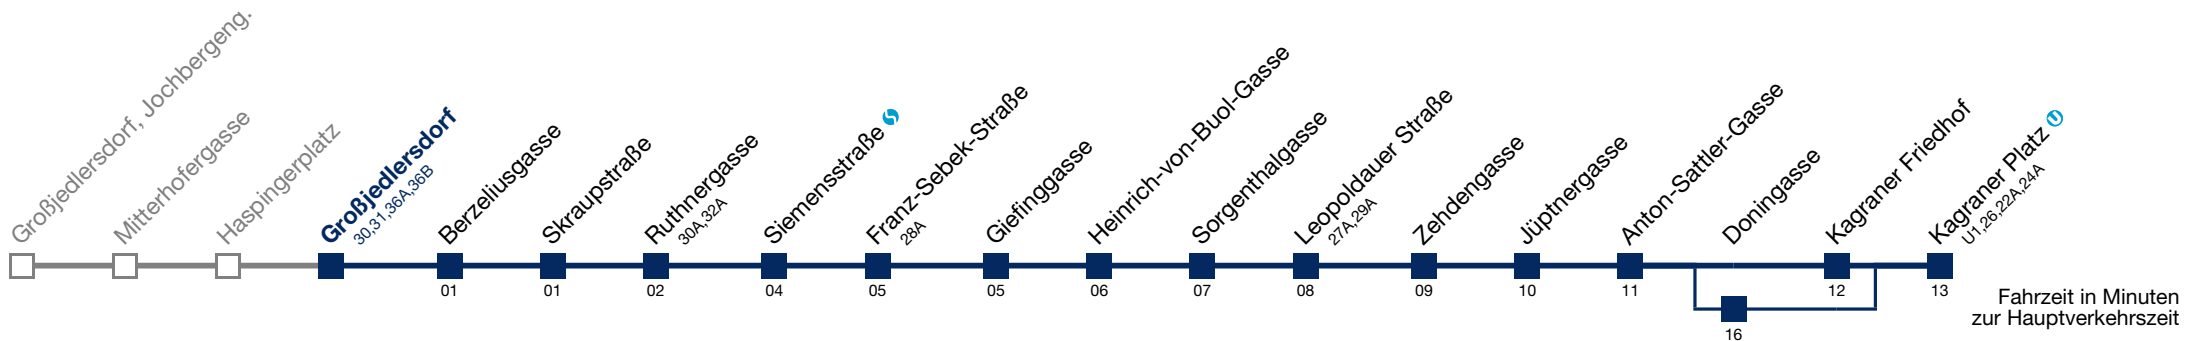 Großjedlersdorf, Jochbergeng.
Mitterhofergasse
Haspingerplatz
Großjedlersdorf
30,31,36A,36B
Berzeliusgasse
01
Skraupstraße
01
Ruthnergasse
30A,32A
02
Siemensstraße S
04
Franz-Sebek-Straße
28A
05
Giefinggasse
05
Heinrich-von-Buol-Gasse
06
Sorgenthalgasse
07
Leopoldauer Straße
27A,29A
08
Zehdengasse
09
Jüptnergasse
10
Anton-Sattler-Gasse
11
Doningasse
16
Kagraner Friedhof
12
Kagraner Platz U
U1,26,22A,24A
13
Fahrzeit in Minuten
zur Hauptverkehrszeit